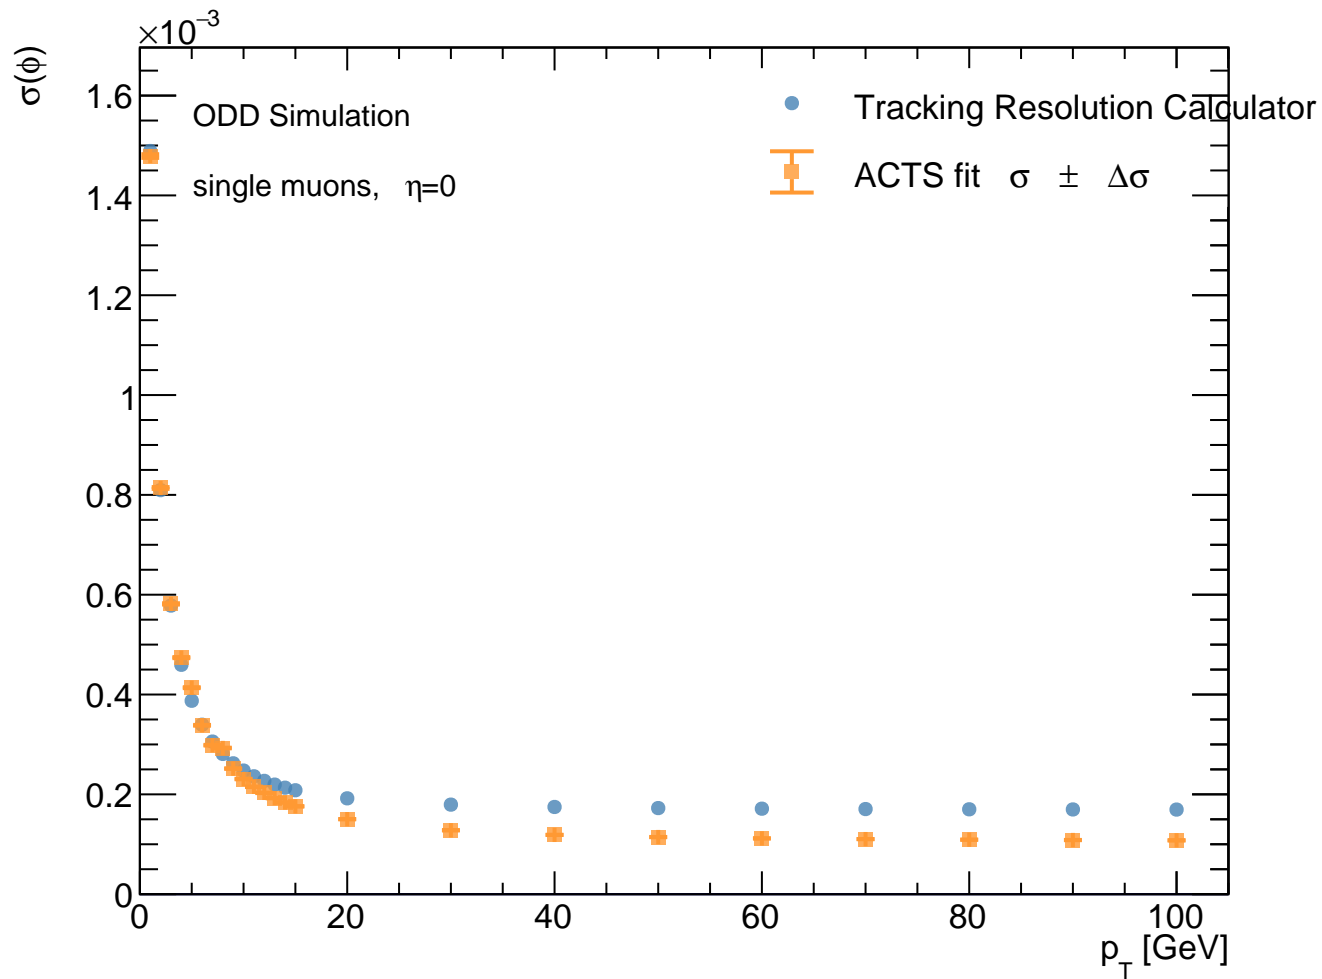 ×10⁻³
σ(ϕ)
ODD Simulation
single muons, η=0
Tracking Resolution Calculator
ACTS fit σ ± Δσ
1.6
1.4
1.2
1
0.8
0.6
0.4
0.2
0
0 20 40 60 80 100
p_T [GeV]